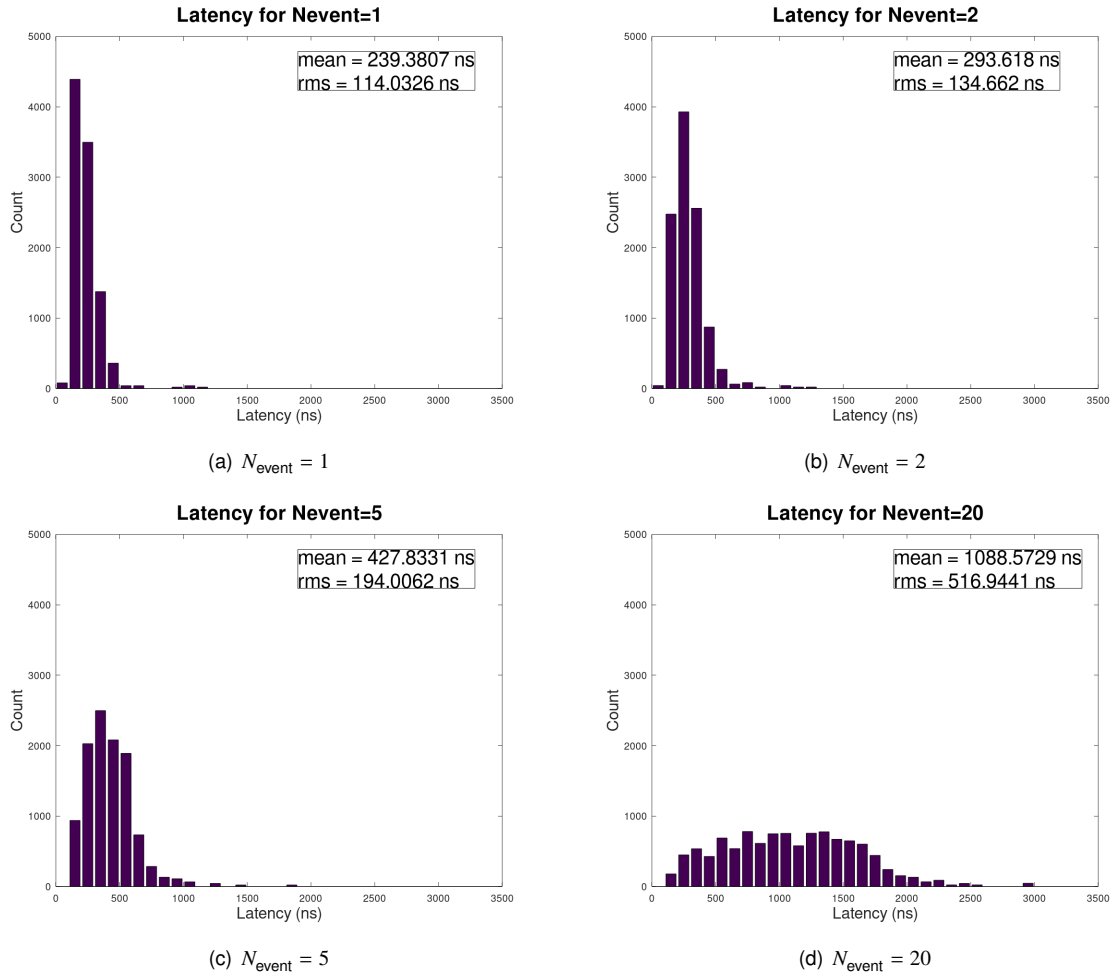 Latency for Nevent=1
5000
4000
3000
2000
1000
0
Count
mean = 239.3807 ns
rms = 114.0326 ns
0 500 1000 1500 2000 2500 3000 3500
Latency (ns)
(a) N_event = 1
Latency for Nevent=2
5000
4000
3000
2000
1000
0
Count
mean = 293.618 ns
rms = 134.662 ns
0 500 1000 1500 2000 2500 3000 3500
Latency (ns)
(b) N_event = 2
Latency for Nevent=5
5000
4000
3000
2000
1000
0
Count
mean = 427.8331 ns
rms = 194.0062 ns
0 500 1000 1500 2000 2500 3000 3500
Latency (ns)
(c) N_event = 5
Latency for Nevent=20
5000
4000
3000
2000
1000
0
Count
mean = 1088.5729 ns
rms = 516.9441 ns
0 500 1000 1500 2000 2500 3000 3500
Latency (ns)
(d) N_event = 20